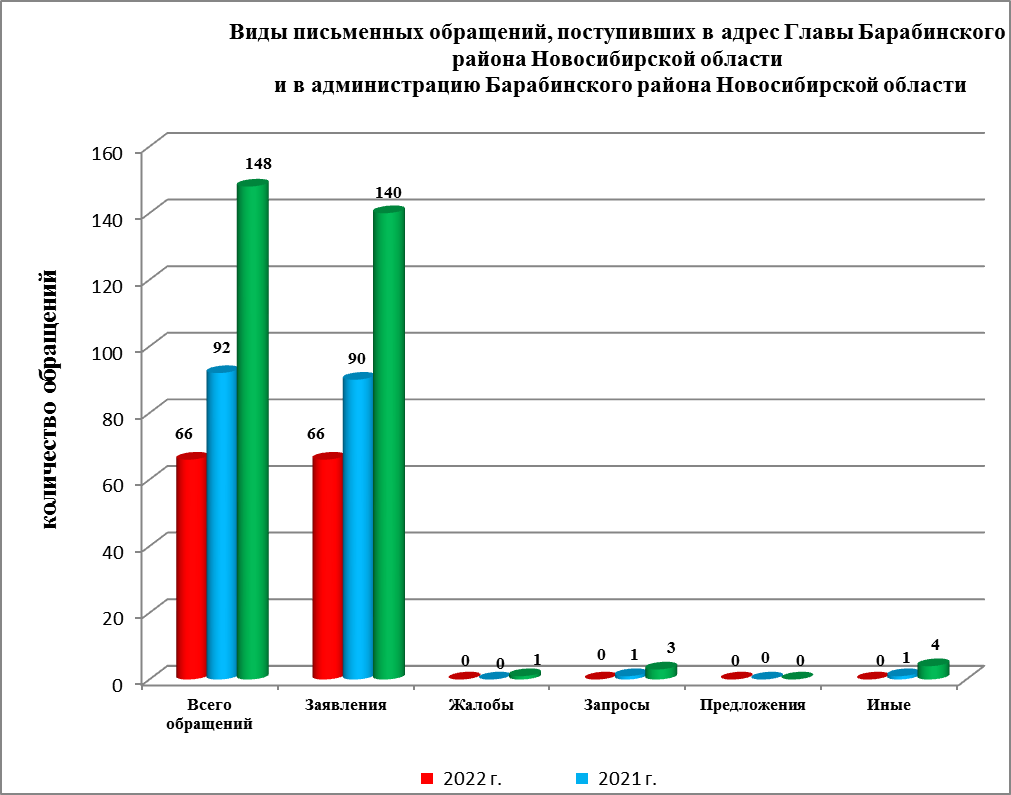 Виды письменных обращений, поступивших в адрес Главы Барабинского
района Новосибирской области
и в администрацию Барабинского района Новосибирской области
количество обращений
160
140
120
100
80
60
40
20
0
66
92
148
66
90
140
0
0
1
0
1
3
0
0
0
0
1
4
Всего
обращений
Заявления
Жалобы
Запросы
Предложения
Иные
2022 г.
2021 г.